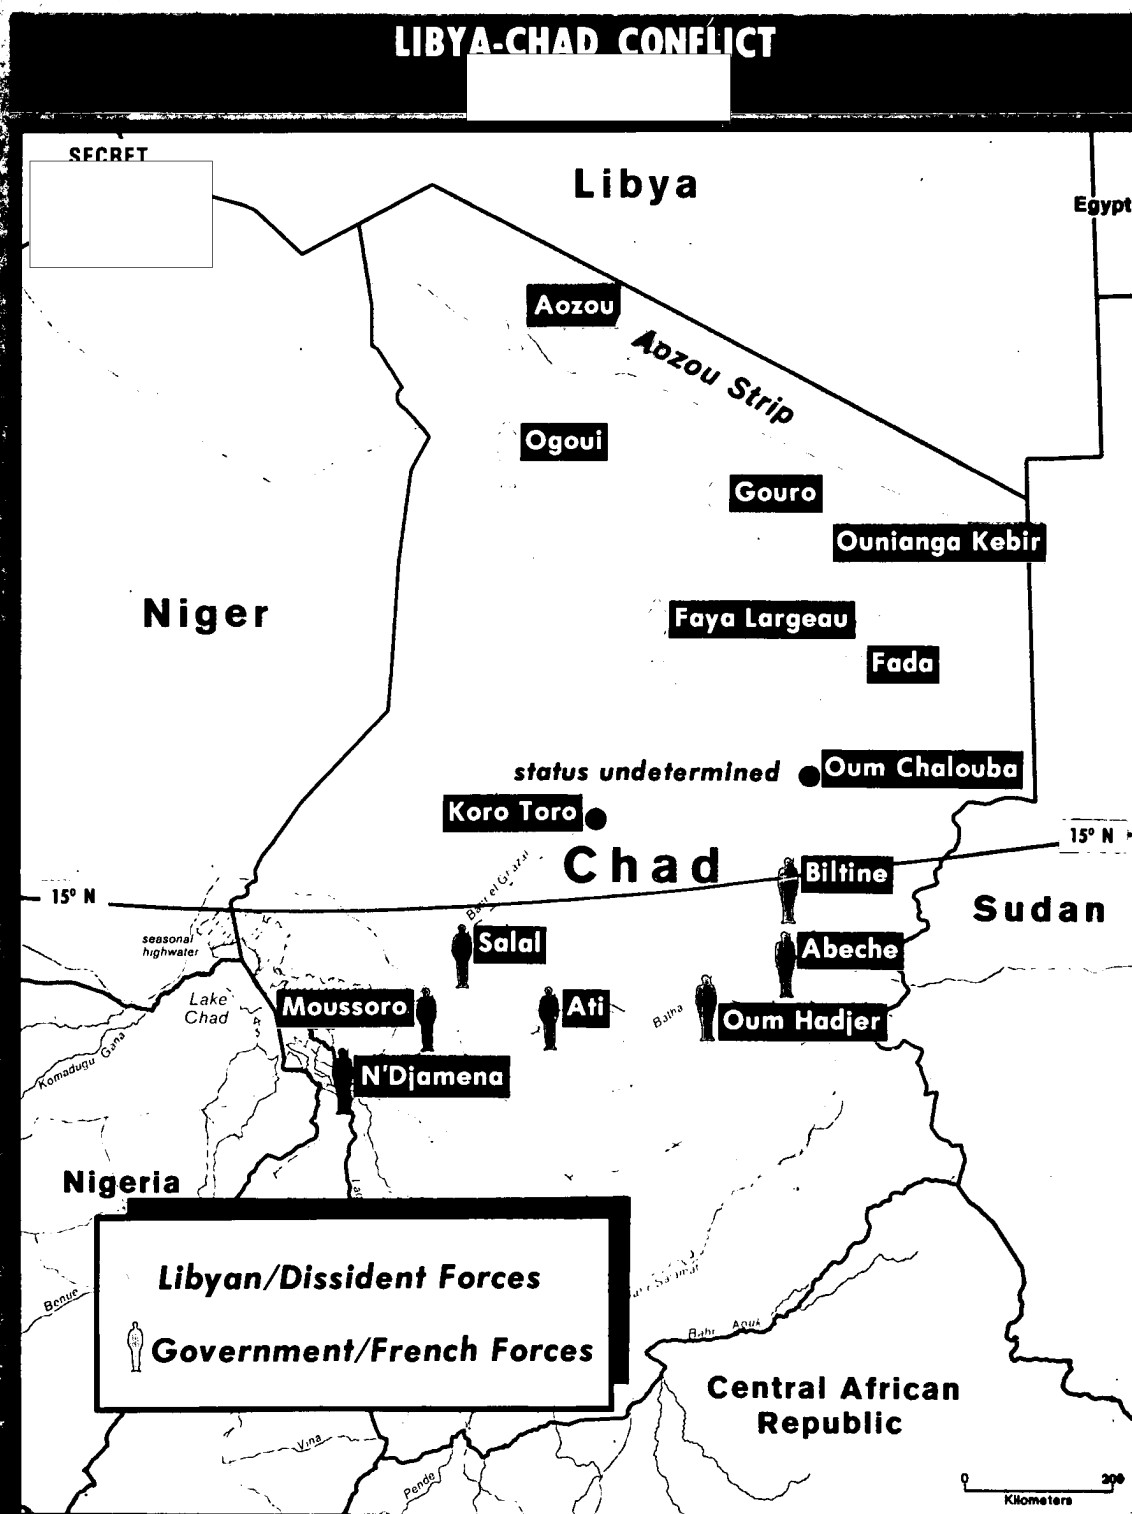 LIBYA-CHAD CONFLICT
SECRET
Libya
Egypt
Aozou
Aozou Strip
Ogoui
Gouro
Ounianga Kebir
Niger
Faya Largeau
Fada
status undetermined
Oum Chalouba
Koro Toro
15° N
Chad
Biltine
15° N
Bahr el Ghazal
Sudan
seasonal
highwater
Salal
Abeche
Lake
Chad
Moussoro
Ati
Batha
Oum Hadjer
Komadugu Gana
N'Djamena
Nigeria
Libyan/Dissident Forces
Benue
Government/French Forces
Bahr Aouk
Central African
Republic
Vina
Pende
0 200
Kilometers